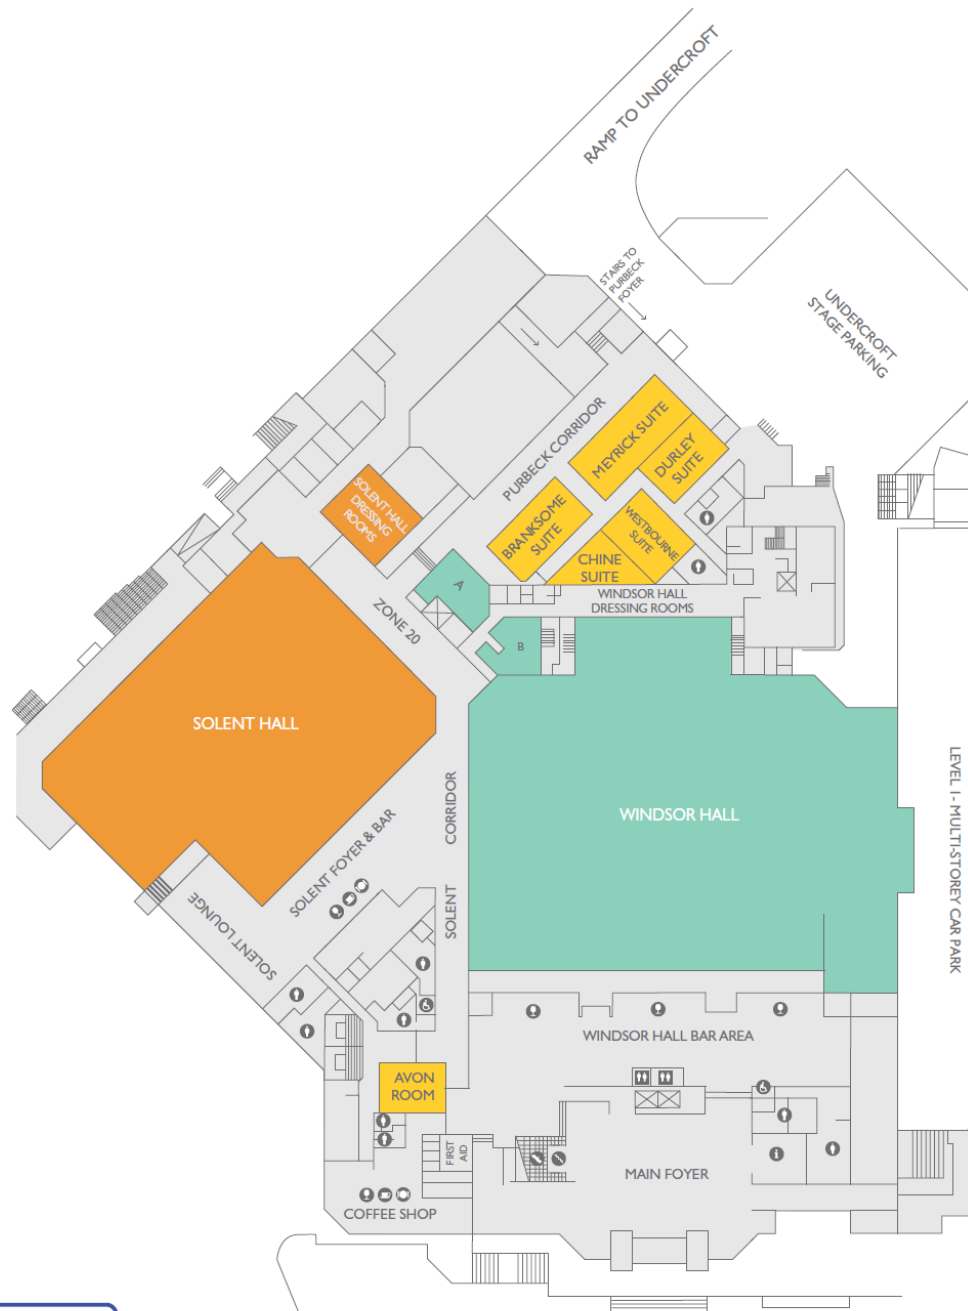 RAMP TO UNDERCROFT
STAIRS TO
PURBECK
FOYER
UNDERCROFT
STAGE PARKING
PURBECK CORRIDOR
MEYRICK SUITE
DURLEY
SUITE
SOLENT HALL
DRESSING
ROOMS
BRANKSOME
SUITE
WESTBOURNE
SUITE
CHINE
SUITE
A
WINDSOR HALL
DRESSING ROOMS
ZONE 20
B
SOLENT HALL
WINDSOR HALL
SOLENT CORRIDOR
LEVEL 1 - MULTI-STOREY CAR PARK
SOLENT FOYER & BAR
SOLENT LOUNGE
WINDSOR HALL BAR AREA
AVON
ROOM
FIRST
AID
MAIN FOYER
COFFEE SHOP